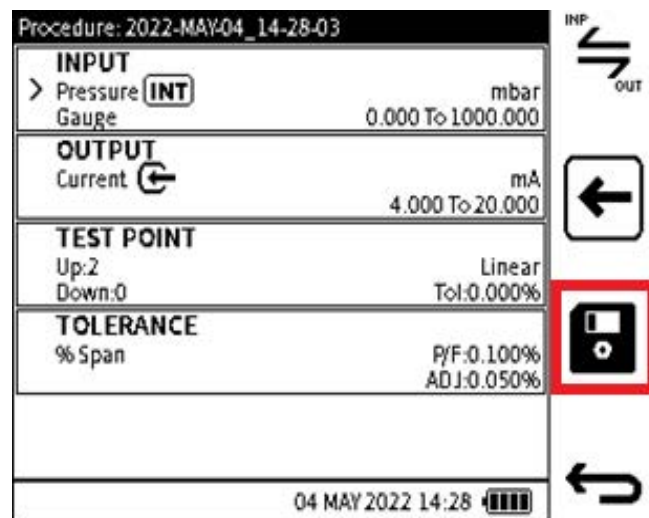 Procedure: 2022-MAY-04_14-28-03
INP
OUT
INPUT
> Pressure INT mbar
Gauge 0.000 To 1000.000
OUTPUT
Current mA
4.000 To 20.000
TEST POINT
Up:2 Linear
Down:0 Tol:0.000%
TOLERANCE
% Span P/F:0.100%
ADJ:0.050%
04 MAY 2022 14:28